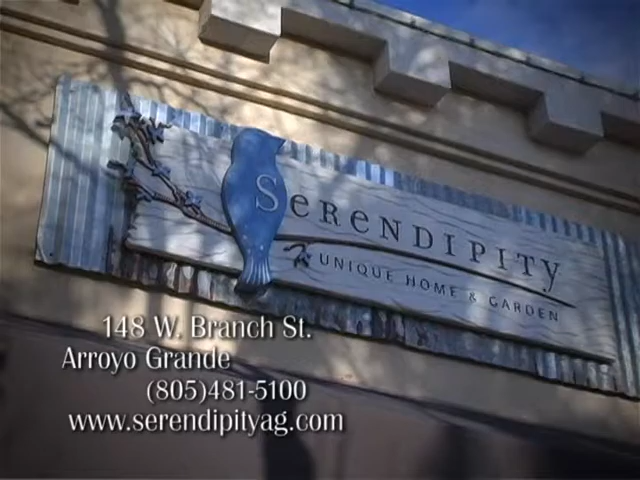 SERENDIPITY
UNIQUE HOME & GARDEN
148 W. Branch St.
Arroyo Grande
(805)481-5100
www.serendipityag.com